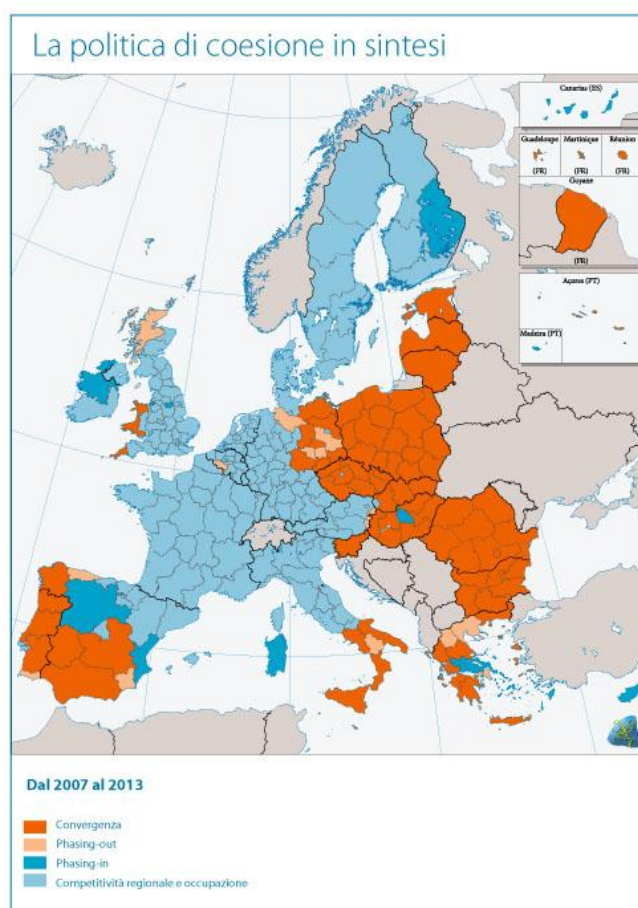 La politica di coesione in sintesi
Canarias (ES)
Guadeloupe
Martinique
Réunion
(FR)
(FR)
(FR)
Guyane
(FR)
Açores (PT)
Madeira (PT)
Dal 2007 al 2013
Convergenza
Phasing-out
Phasing-in
Competitività regionale e occupazione